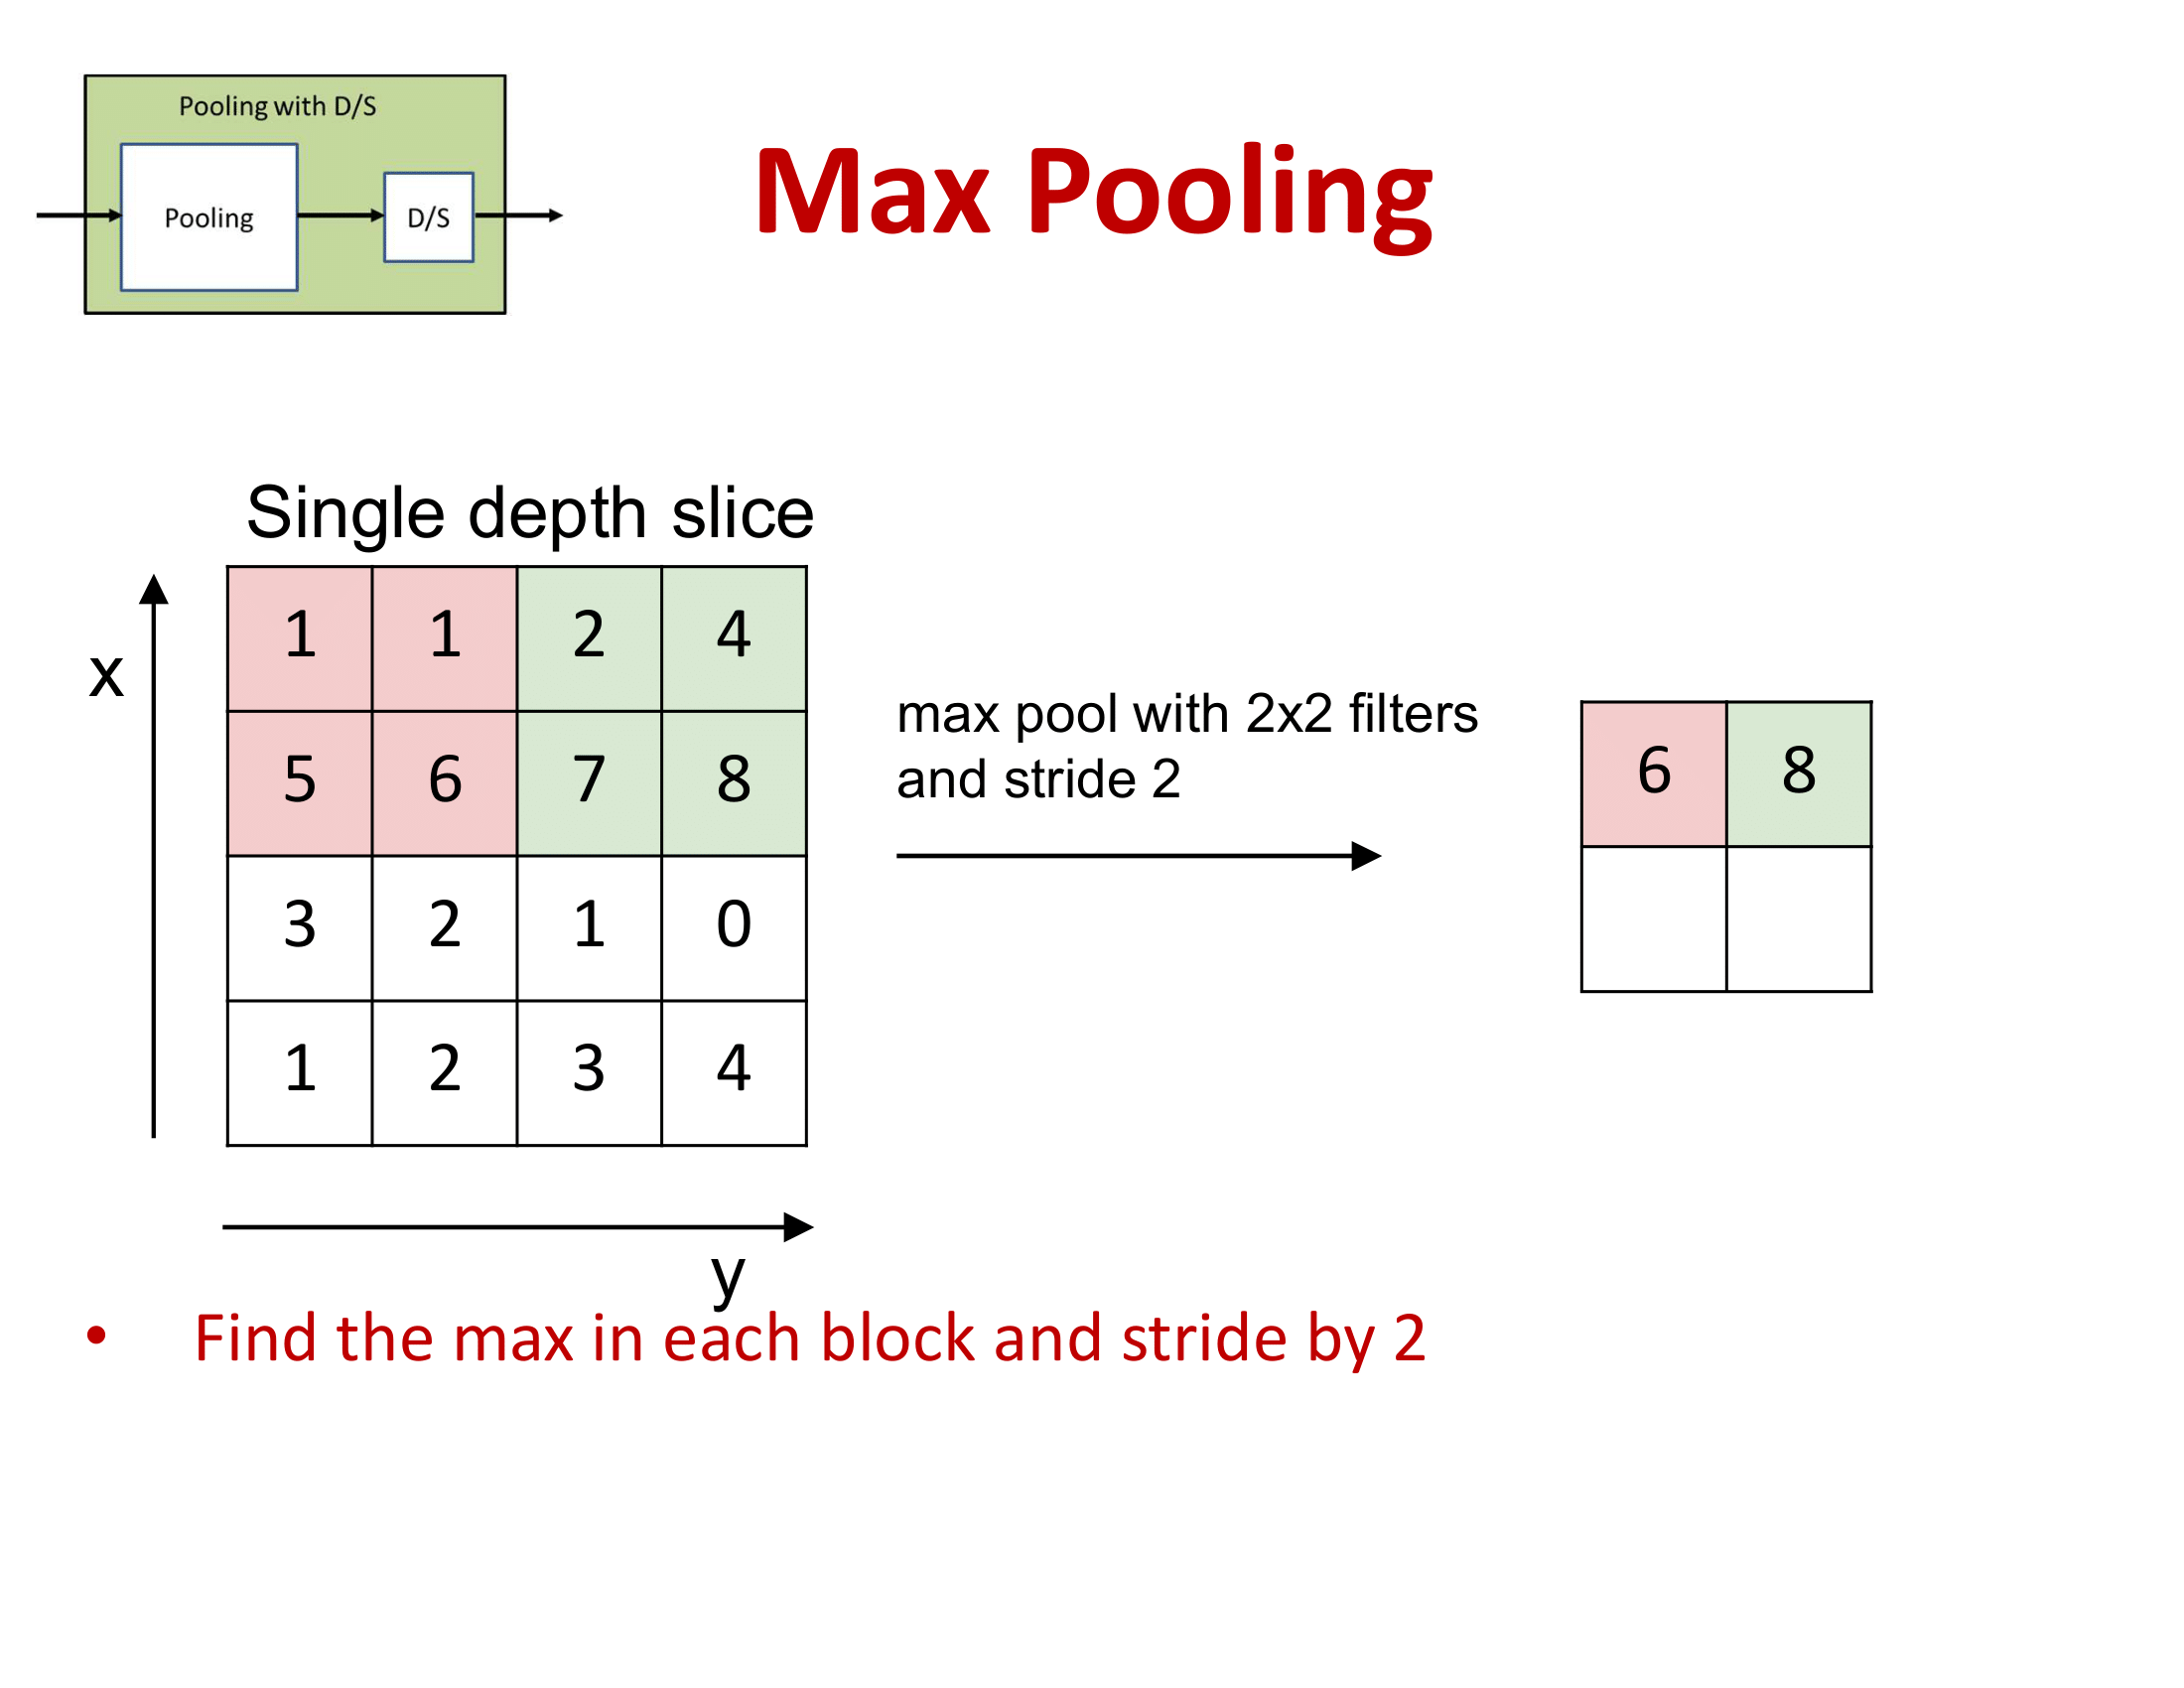 Pooling with D/S
Pooling
D/S
Max Pooling
Single depth slice
x
1 1 2 4
5 6 7 8
3 2 1 0
1 2 3 4
y
max pool with 2x2 filters
and stride 2
6 8
• Find the max in each block and stride by 2